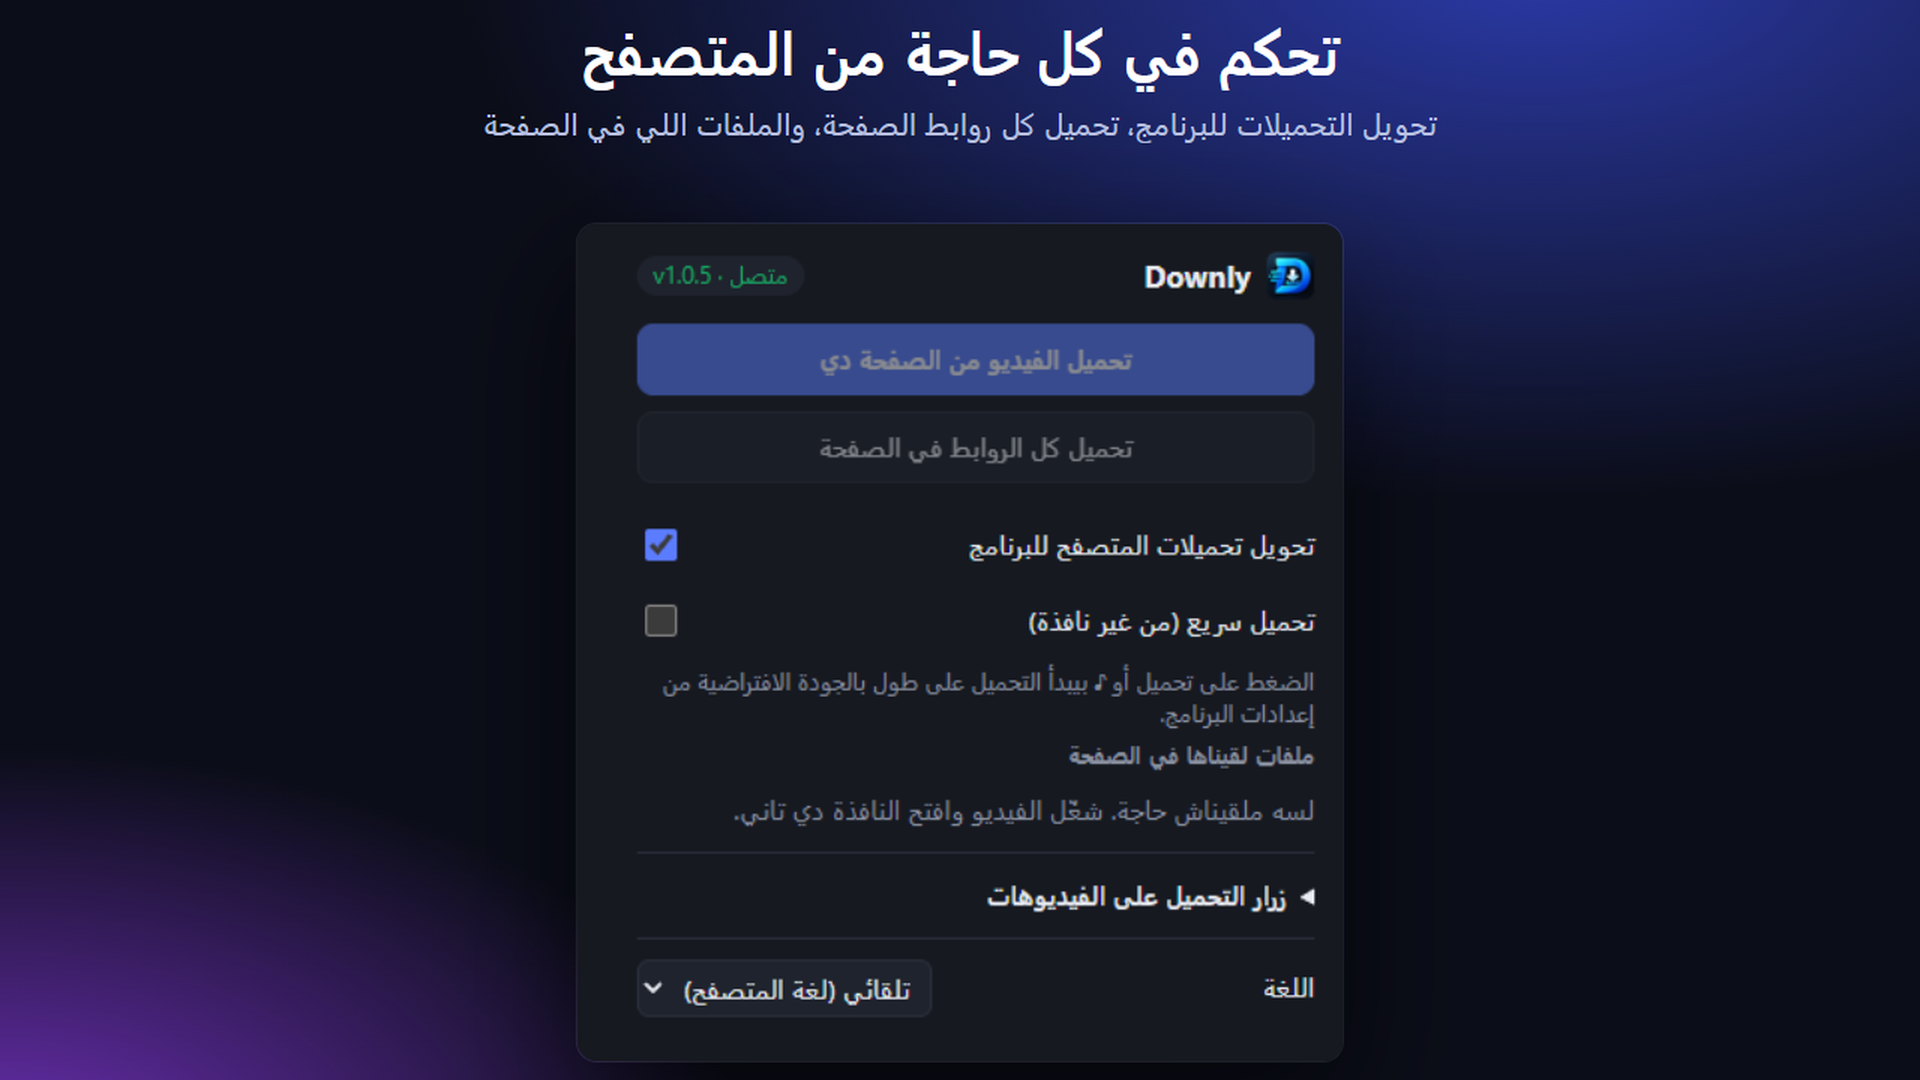 تحكم في كل حاجة من المتصفح
تحويل التحميلات للبرنامج، تحميل كل روابط الصفحة، والملفات اللي في الصفحة
Downly
متصل · v1.0.5
تحميل الفيديو من الصفحة دي
تحميل كل الروابط في الصفحة
تحويل تحميلات المتصفح للبرنامج
تحميل سريع (من غير نافذة)
الضغط على تحميل أو ♪ بيبدأ التحميل على طول بالجودة الافتراضية من
إعدادات البرنامج.
ملفات لقيناها في الصفحة
لسه ملقيناش حاجة. شغّل الفيديو وافتح النافذة دي تاني.
زرار التحميل على الفيديوهات
اللغة
تلقائي (لغة المتصفح)